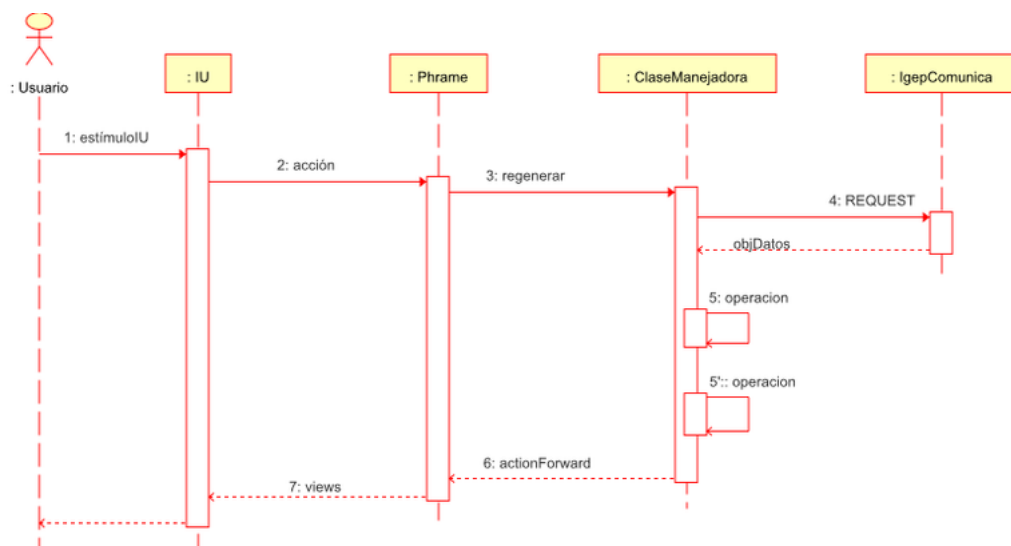 : Usuario
: IU
: Phrame
: ClaseManejadora
: IgepComunica
1: estímuloIU
2: acción
3: regenerar
4: REQUEST
objDatos
5: operacion
5':: operacion
6: actionForward
7: views